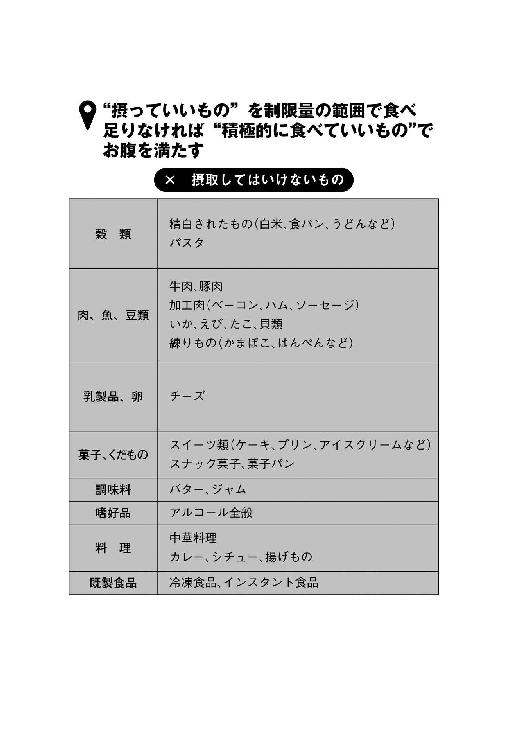 “摂っていいもの”を制限量の範囲で食べ
足りなければ“積極的に食べていいもの”で
お腹を満たす
× 摂取してはいけないもの
穀 類
精白されたもの(白米、食パン、うどんなど)
パスタ
肉、魚、豆類
牛肉、豚肉
加工肉(ベーコン、ハム、ソーセージ)
いか、えび、たこ、貝類
練りもの(かまぼこ、はんぺんなど)
乳製品、卵
チーズ
菓子、くだもの
スイーツ類(ケーキ、プリン、アイスクリームなど)
スナック菓子、菓子パン
調味料
バター、ジャム
嗜好品
アルコール全般
料 理
中華料理
カレー、シチュー、揚げもの
既製食品
冷凍食品、インスタント食品